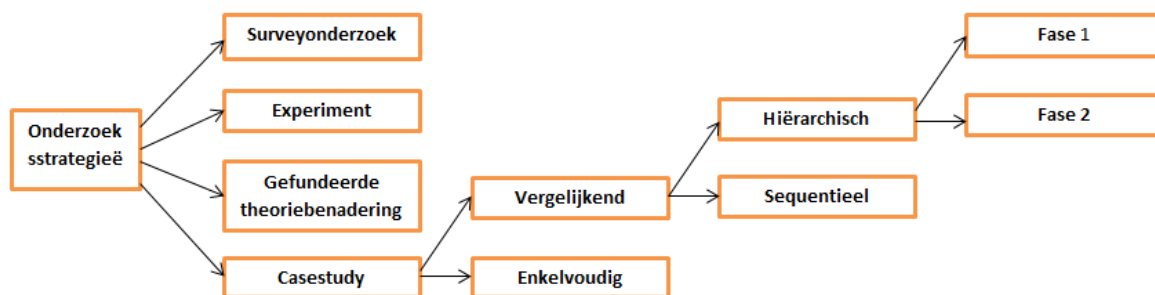 Onderzoek
sstrategieë
Surveyonderzoek
Experiment
Gefundeerde
theoriebenadering
Casestudy
Vergelijkend
Enkelvoudig
Hiërarchisch
Sequentieel
Fase 1
Fase 2